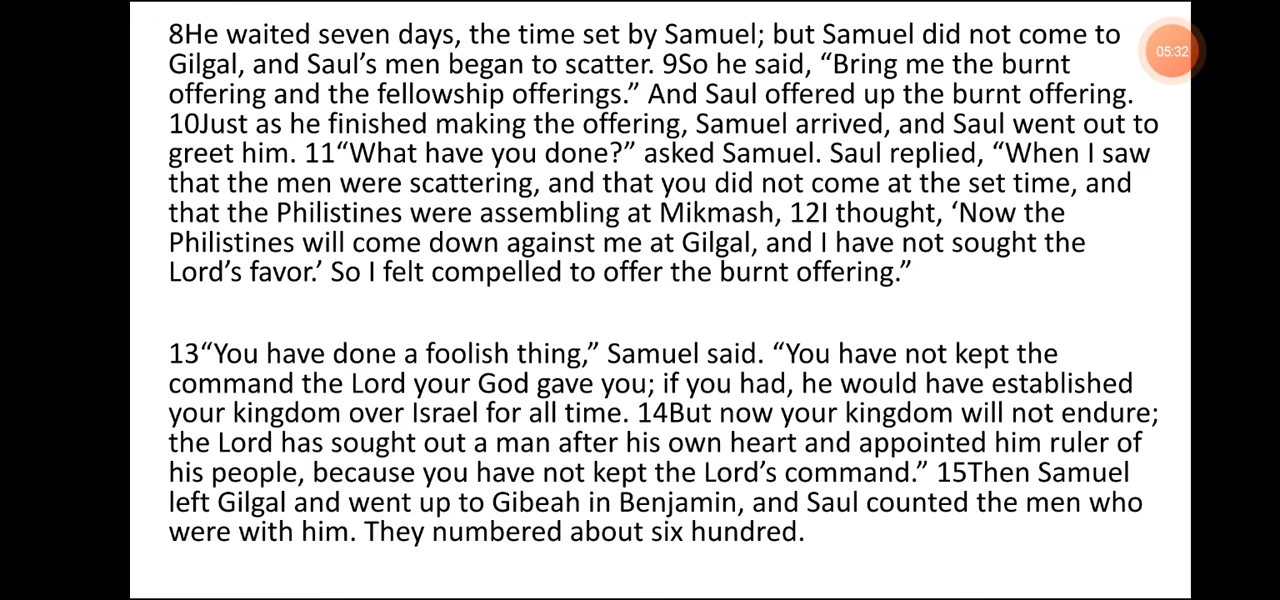 8He waited seven days, the time set by Samuel; but Samuel did not come to
Gilgal, and Saul’s men began to scatter. 9So he said, “Bring me the burnt
offering and the fellowship offerings.” And Saul offered up the burnt offering.
10Just as he finished making the offering, Samuel arrived, and Saul went out to
greet him. 11“What have you done?” asked Samuel. Saul replied, “When I saw
that the men were scattering, and that you did not come at the set time, and
that the Philistines were assembling at Mikmash, 12I thought, ‘Now the
Philistines will come down against me at Gilgal, and I have not sought the
Lord’s favor.’ So I felt compelled to offer the burnt offering.”
13“You have done a foolish thing,” Samuel said. “You have not kept the
command the Lord your God gave you; if you had, he would have established
your kingdom over Israel for all time. 14But now your kingdom will not endure;
the Lord has sought out a man after his own heart and appointed him ruler of
his people, because you have not kept the Lord’s command.” 15Then Samuel
left Gilgal and went up to Gibeah in Benjamin, and Saul counted the men who
were with him. They numbered about six hundred.
05:32